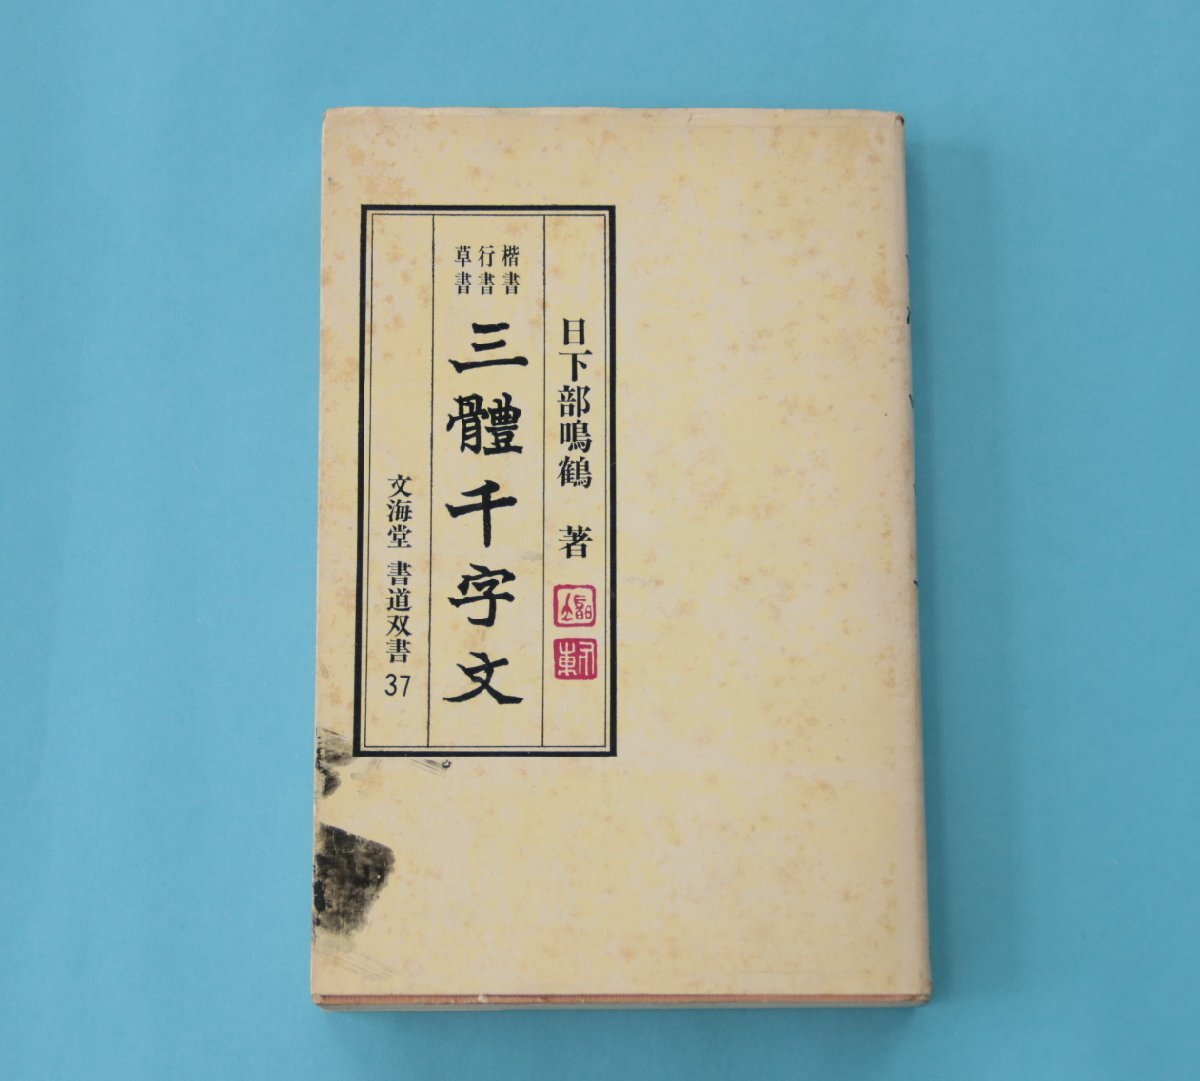 日下部鳴鶴 著
楷書
行書
草書
三體千字文
文海堂 書道双書 37